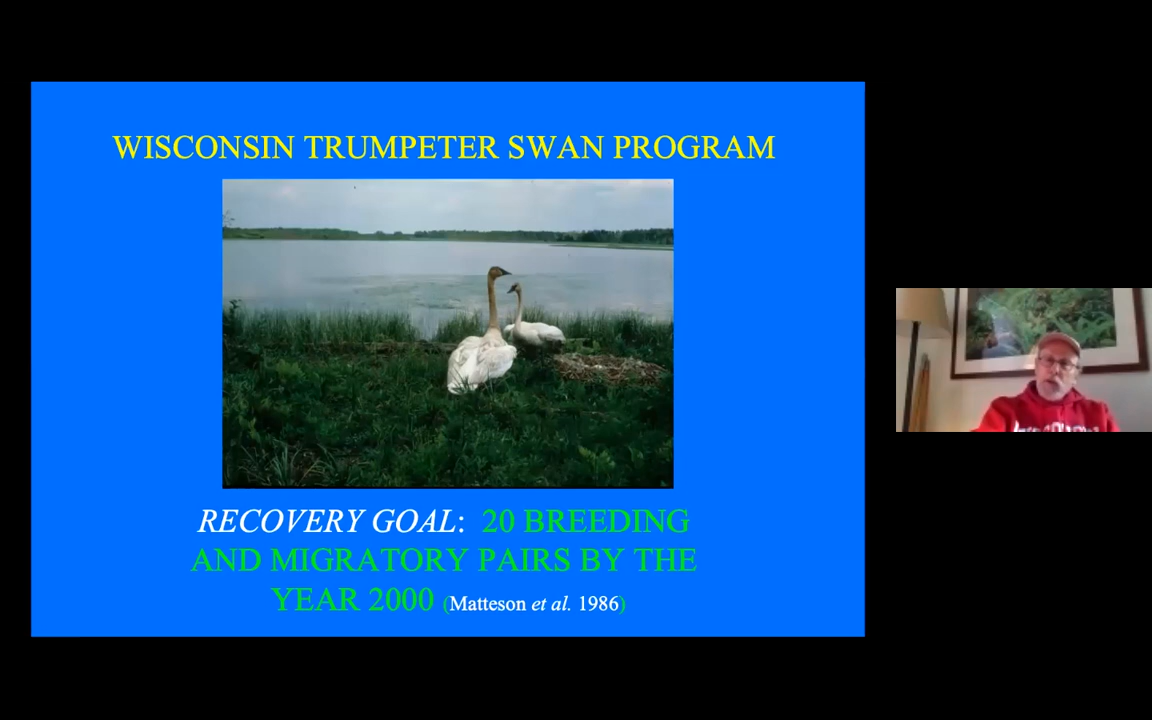 WISCONSIN TRUMPETER SWAN PROGRAM
RECOVERY GOAL: 20 BREEDING
AND MIGRATORY PAIRS BY THE
YEAR 2000 (Matteson et al. 1986)